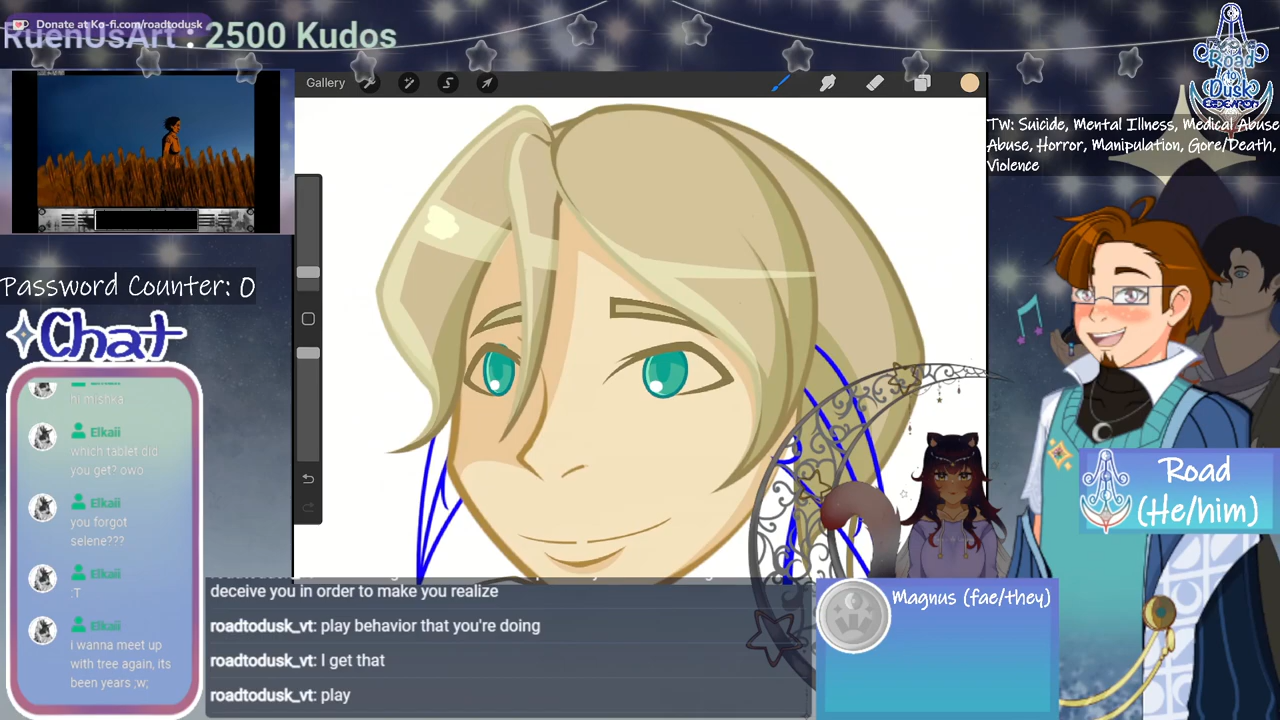 Donate at Ko-fi.com/roadtodusk
RuenUsArt : 2500 Kudos
Gallery
Road
to
Dusk
Tw: Suicide, Mental Illness, Medical Abuse
Abuse, Horror, Manipulation, Gore/Death,
Violence
Password Counter: 0
Chat
hi mishka
Elkaii
which tablet did
you get? owo
Elkaii
you forgot
selene???
Elkaii
:T
Elkaii
i wanna meet up
with tree again, its
been years ;w;
deceive you in order to make you realize
roadtodusk_vt: play behavior that you're doing
roadtodusk_vt: I get that
roadtodusk_vt: play
Magnus (fae/they)
Road
(He/him)